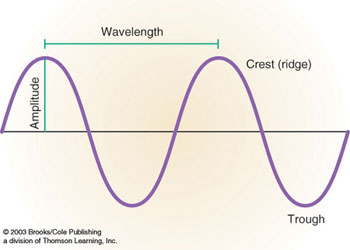 Wavelength
Crest (ridge)
Amplitude
Trough
© 2003 Brooks/Cole Publishing
a division of Thomson Learning, Inc.